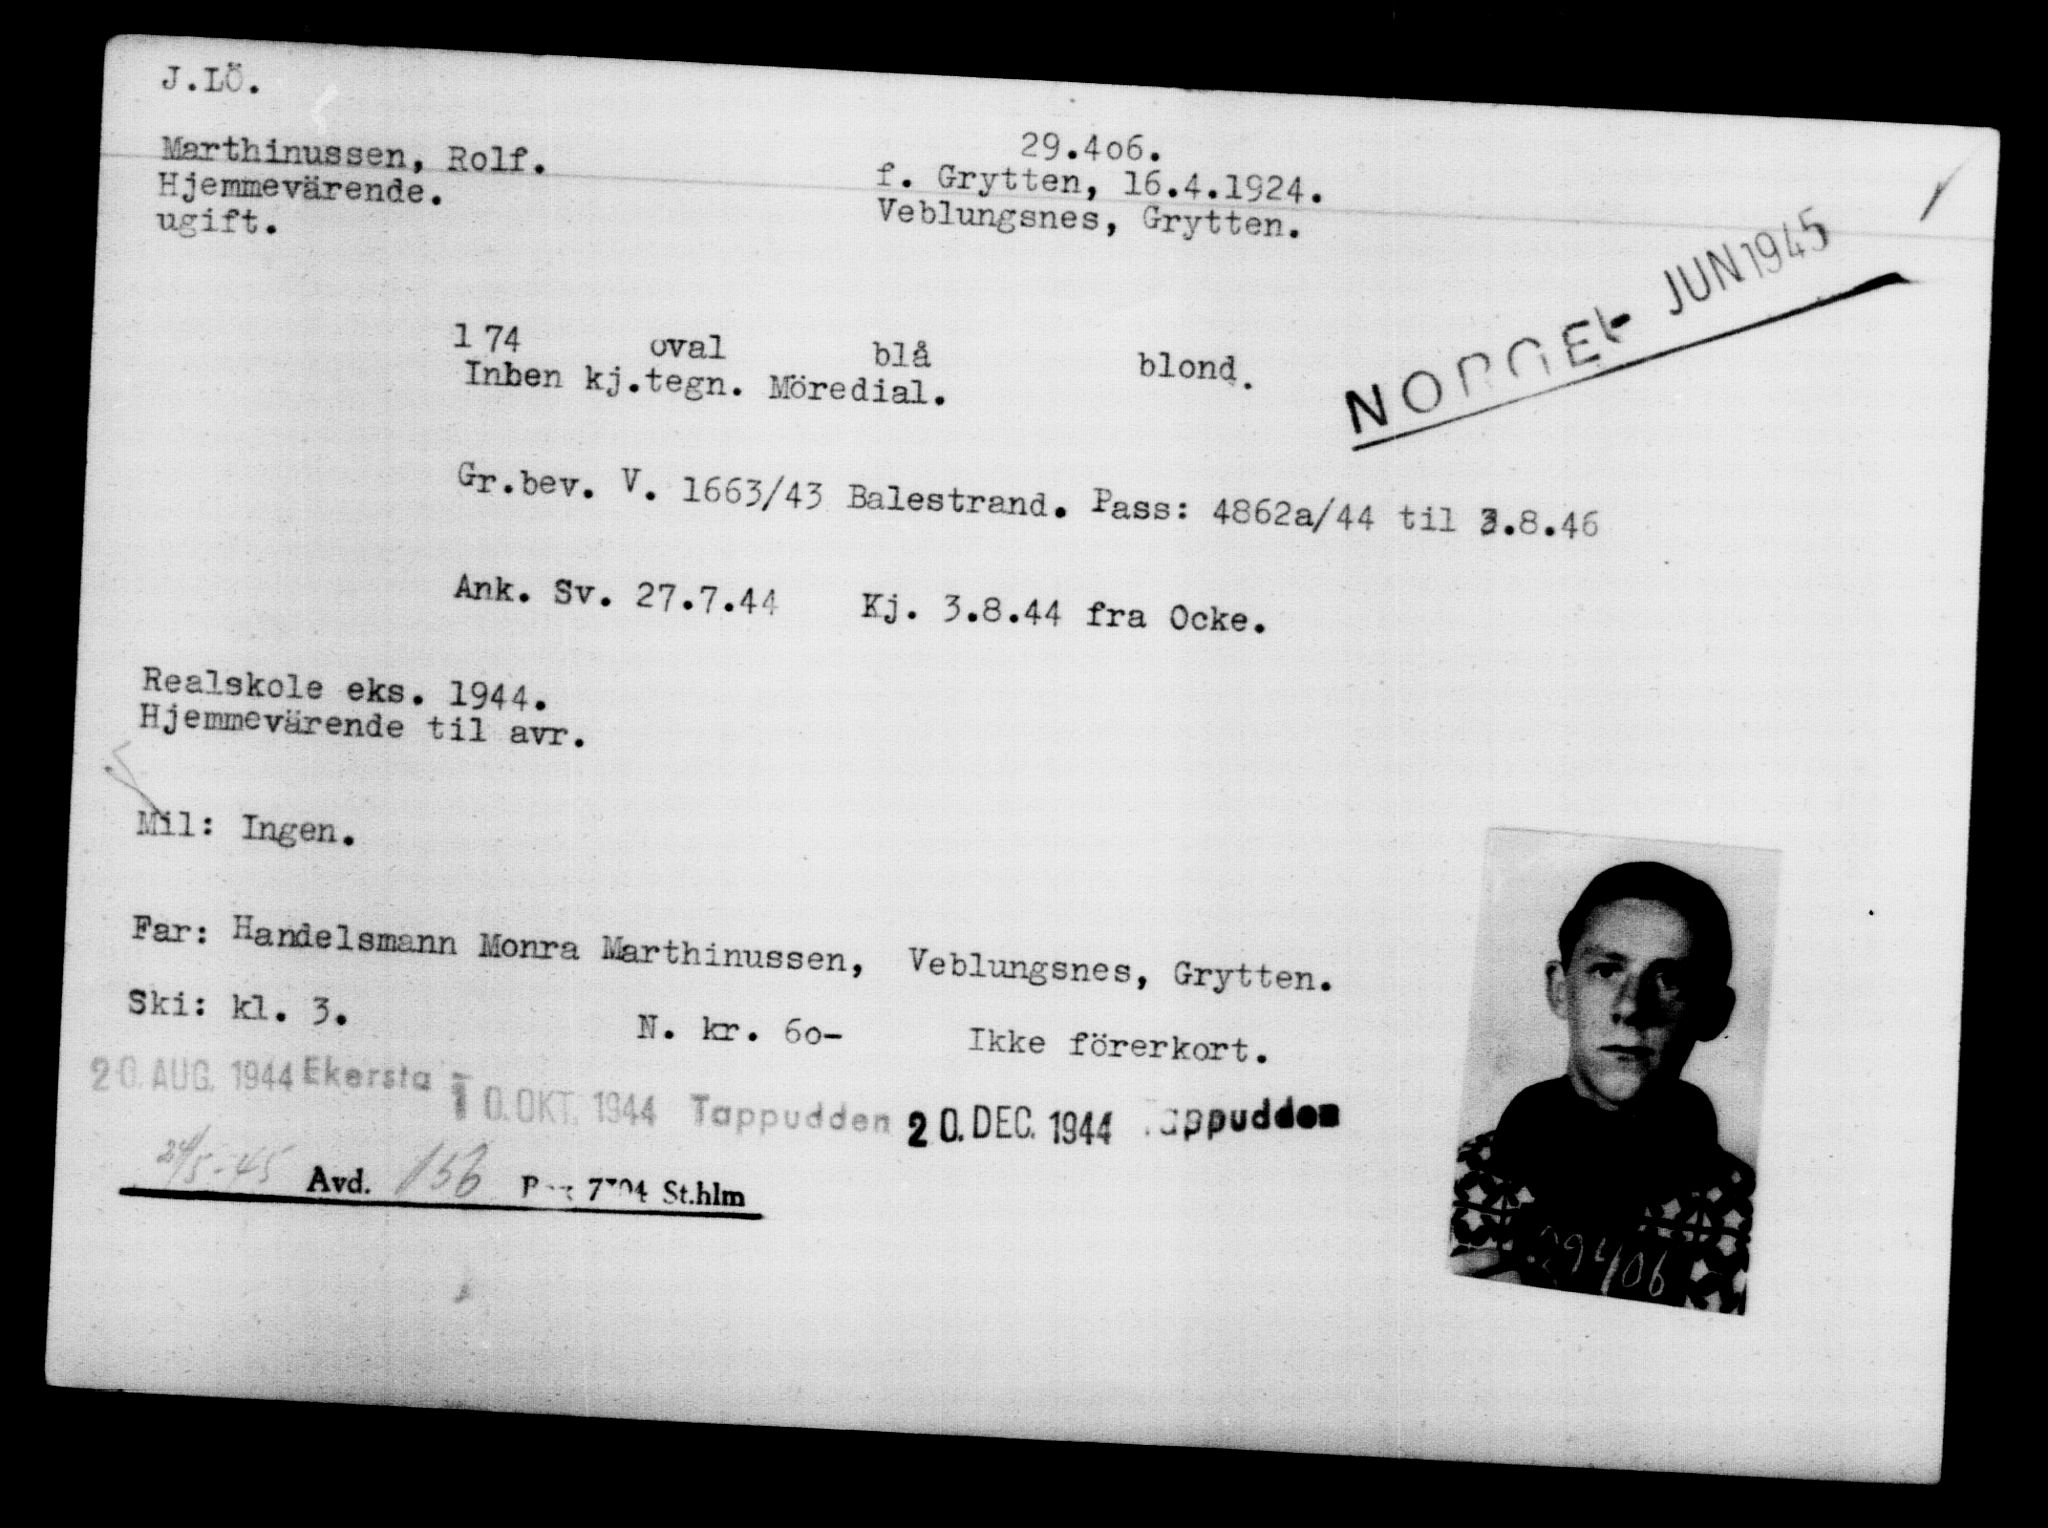 J.LÖ.
29.4o6.
Marthinussen, Rolf.
f. Grytten, 16.4.1924.
Hjemmevärende.
Veblungsnes, Grytten.
ugift.
NORGE - JUN 1945
174 oval blå blond.
Inben kj.tegn. Möredial.
Gr.bev. V. 1663/43 Balestrand. Pass: 4862a/44 til 3.8.46
Ank. Sv. 27.7.44 Kj. 3.8.44 fra Ocke.
Realskole eks. 1944.
Hjemmevärende til avr.
Mil: Ingen.
Far: Handelsmann Monra Marthinussen, Veblungsnes, Grytten.
Ski: kl. 3. N. kr. 6o- Ikke förerkort.
20. AUG. 1944 Ekersta 10. OKT. 1944 Tappudden 20. DEC. 1944 Tappudden
24/5-45 Avd. 156 St.hlm
29406